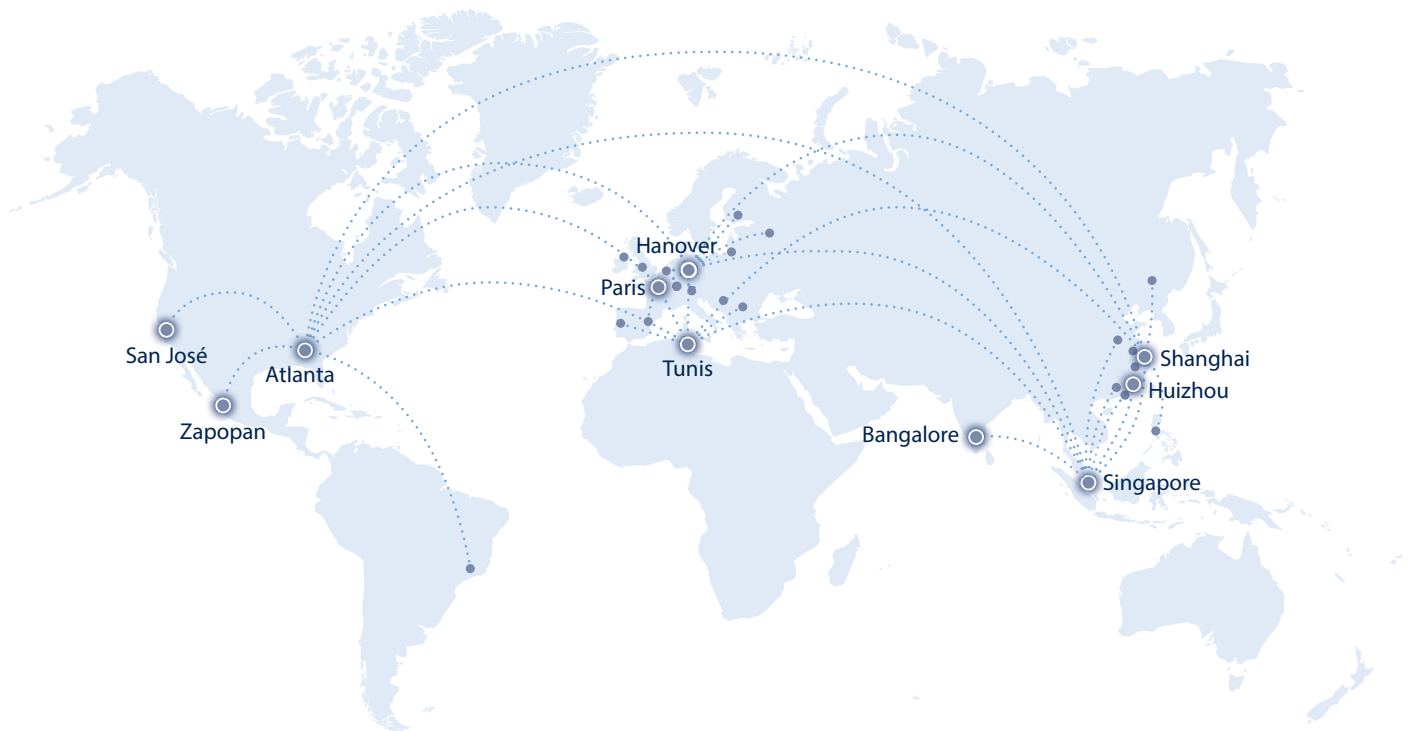 Hanover
Paris
San José
Atlanta
Tunis
Shanghai
Huizhou
Zapopan
Bangalore
Singapore